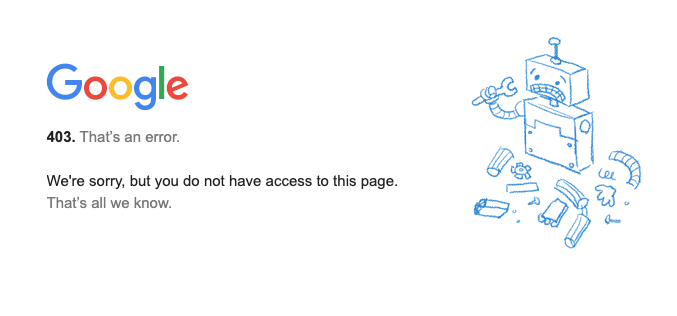 Google
403. That’s an error.
We're sorry, but you do not have access to this page.
That’s all we know.